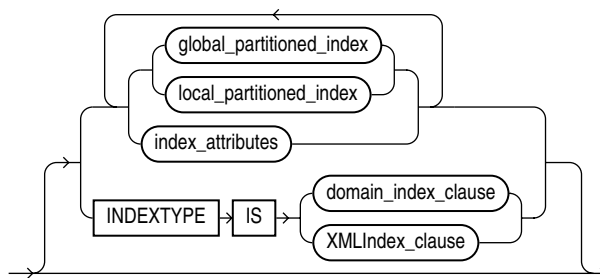 global_partitioned_index
local_partitioned_index
index_attributes
INDEXTYPE IS domain_index_clause
XMLIndex_clause